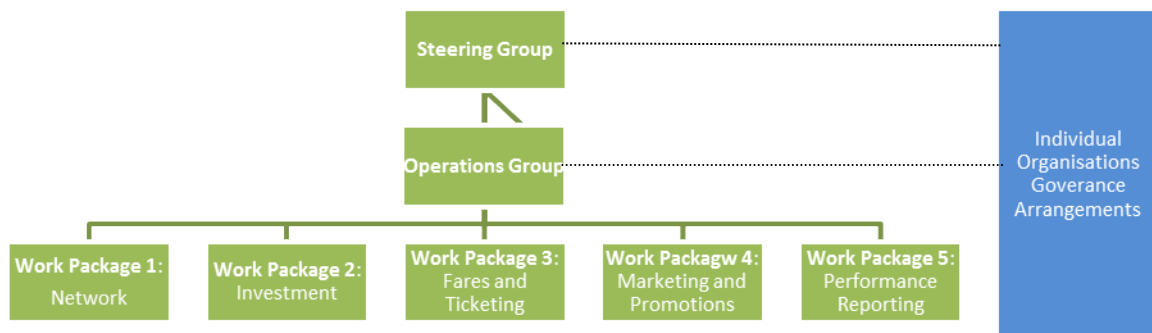 Steering Group
Operations Group
Individual
Organisations
Goverance
Arrangements
Work Package 1:
Network
Work Package 2:
Investment
Work Package 3:
Fares and
Ticketing
Work Packagw 4:
Marketing and
Promotions
Work Package 5:
Performance
Reporting